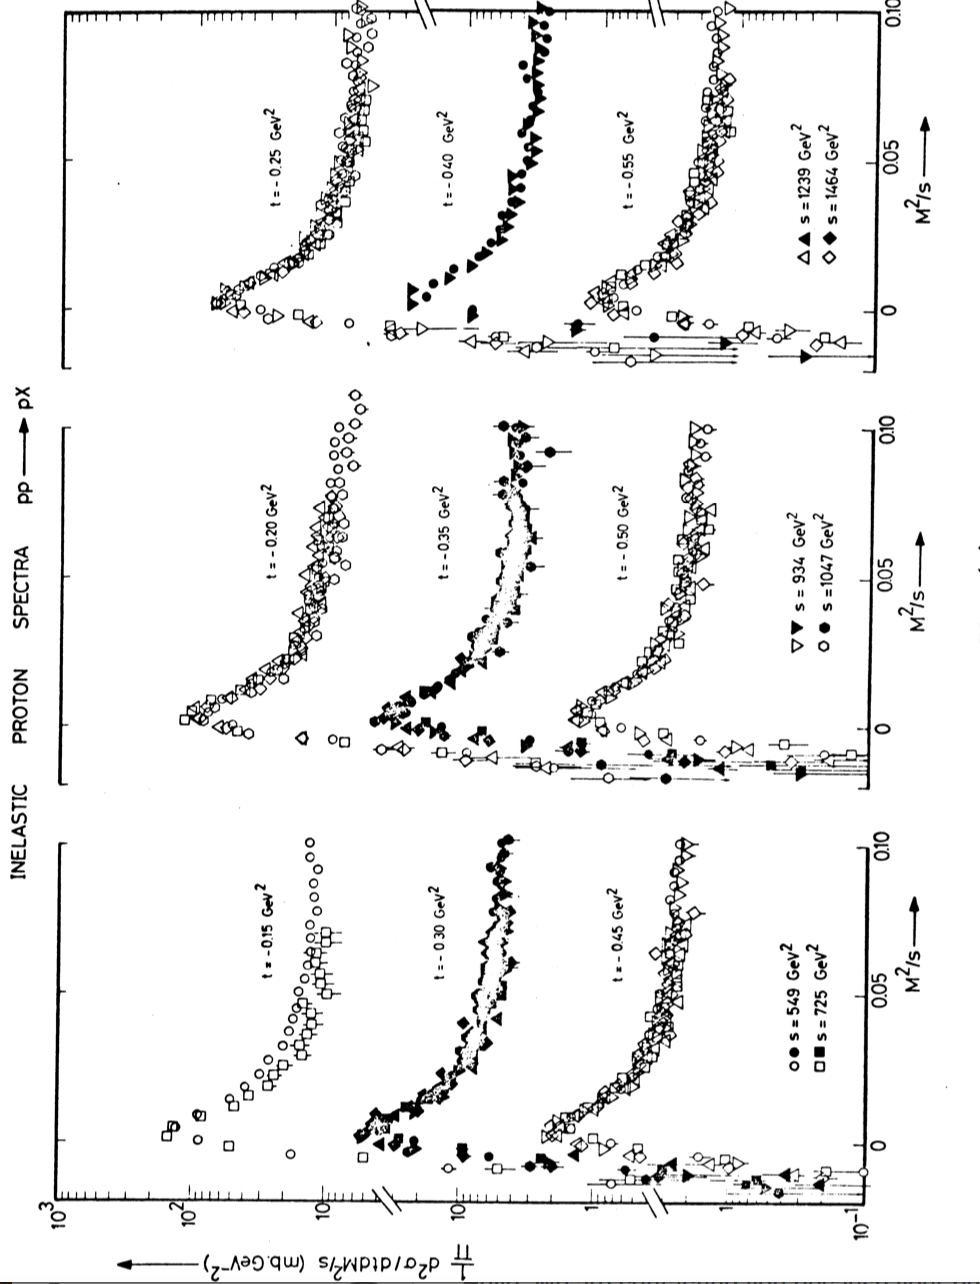 INELASTIC PROTON SPECTRA pp ⟶ pX
1/Π d²σ/dtdM²/s (mb.GeV⁻²) ⟶
10³
10²
10
10
1
10⁻¹
t = -0.15 GeV²
t = -0.30 GeV²
t = -0.45 GeV²
○ ● s = 549 GeV²
□ ■ s = 725 GeV²
0
0.05
0.10
M²/s ⟶
t = -0.20 GeV²
t = -0.35 GeV²
t = -0.50 GeV²
▽ ▼ s = 934 GeV²
○ ● s = 1047 GeV²
0
0.05
0.10
M²/s ⟶
t = -0.25 GeV²
t = -0.40 GeV²
t = -0.55 GeV²
△ ▲ s = 1239 GeV²
◇ ◆ s = 1464 GeV²
0
0.05
0.10
M²/s ⟶